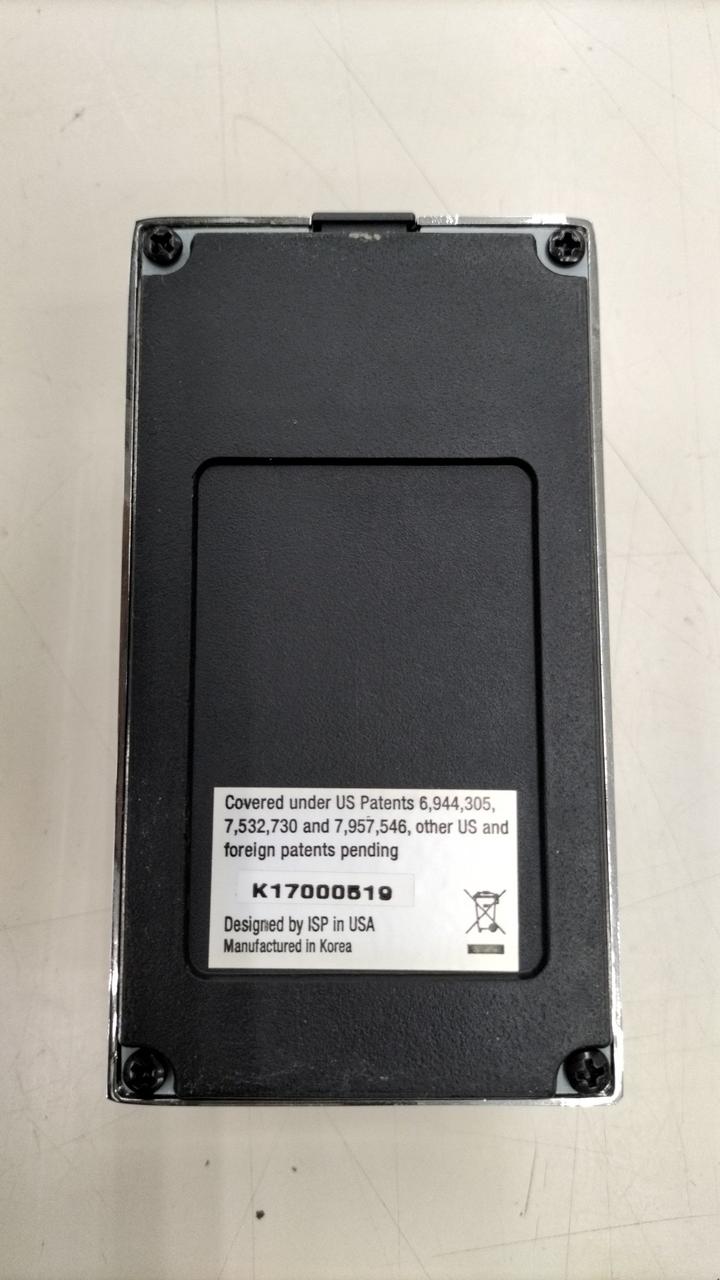 Covered under US Patents 6,944,305,
7,532,730 and 7,957,546, other US and
foreign patents pending
K17000519
Designed by ISP in USA
Manufactured in Korea